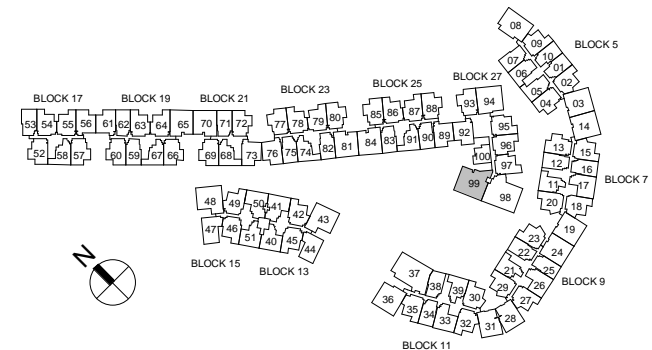 08
BLOCK 5
09
10
07
01
06
02
05
04
03
14
BLOCK 27
BLOCK 23
BLOCK 25
BLOCK 17
BLOCK 19
BLOCK 21
93 94
85 86 87 88
77 78 79 80
53 54 55 56 61 62 63 64 65 70 71 72
95
96
97
100
52 58 57 60 59 67 66 69 68 73 76 75 74 82 81 84 83 91 90 89 92
13 15
12 16
BLOCK 7
11 17
20 18
99
98
48 49 50 41 42 43
47 46 51 40 45 44
BLOCK 15
BLOCK 13
19
23
22 24
21 25
29 26
27
BLOCK 9
N
37 38 39 30
36 35 34 33 32 31 28
BLOCK 11